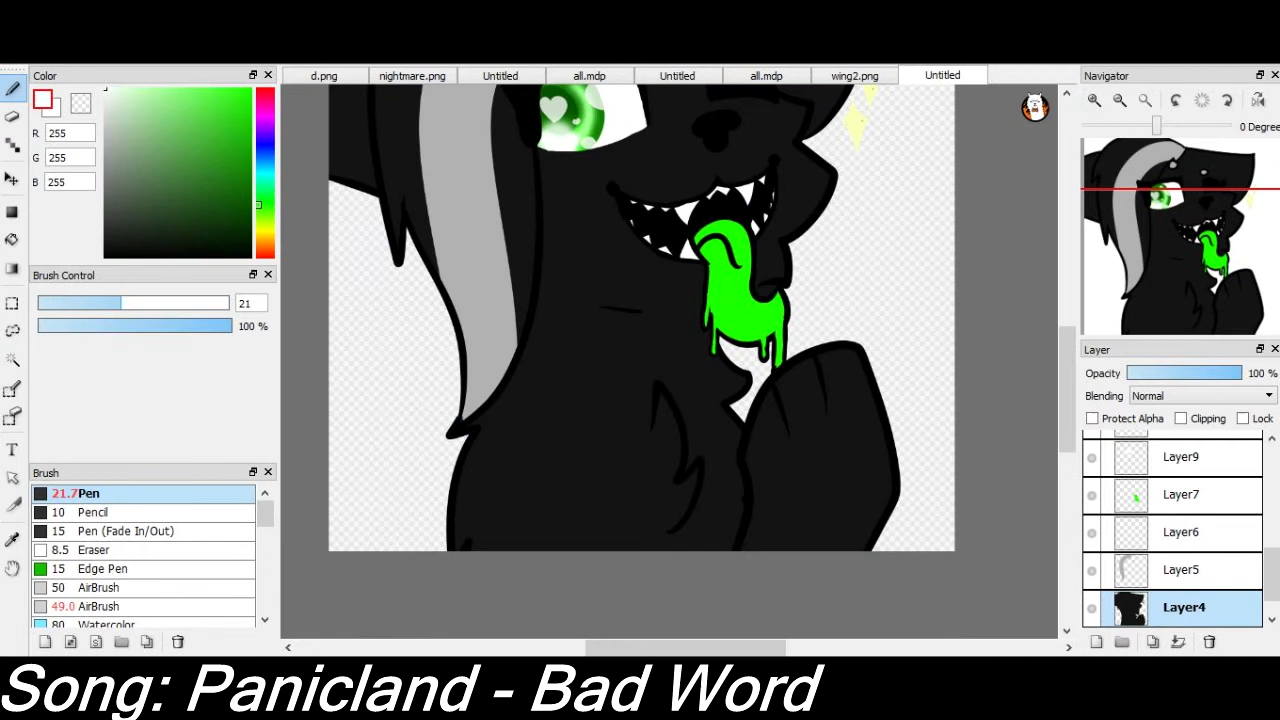 Color
d.png
nightmare.png
Untitled
all.mdp
Untitled
all.mdp
wing2.png
Untitled
Navigator
R 255
G 255
B 255
0 Degree
Brush Control
21
100 %
Layer
Opacity 100 %
Blending Normal
Protect Alpha Clipping Lock
Layer9
Layer7
Layer6
Layer5
Layer4
Brush
21.7 Pen
10 Pencil
15 Pen (Fade In/Out)
8.5 Eraser
15 Edge Pen
50 AirBrush
49.0 AirBrush
80 Watercolor
T
Song: Panicland - Bad Word